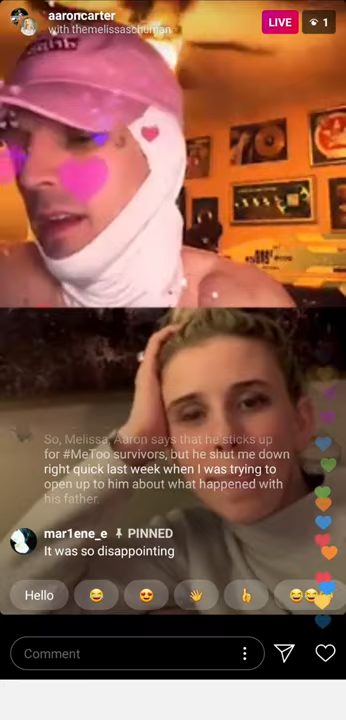 aaroncarter
LIVE
1
with themelissaschuman
So, Melissa, Aaron says that he sticks up
for #MeToo survivors, but he shut me down
right quick last week when I was trying to
open up to him about what happened with
his father.
mar1ene_e PINNED
It was so disappointing
Hello 😂 😍 👋 👆 😂😂
Comment